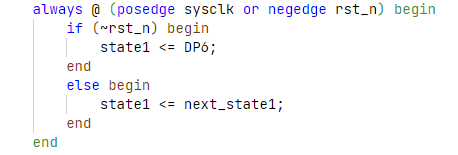 always @ (posedge sysclk or negedge rst_n) begin
    if (~rst_n) begin
        state1 <= DP6;
    end
    else begin
        state1 <= next_state1;
    end
end